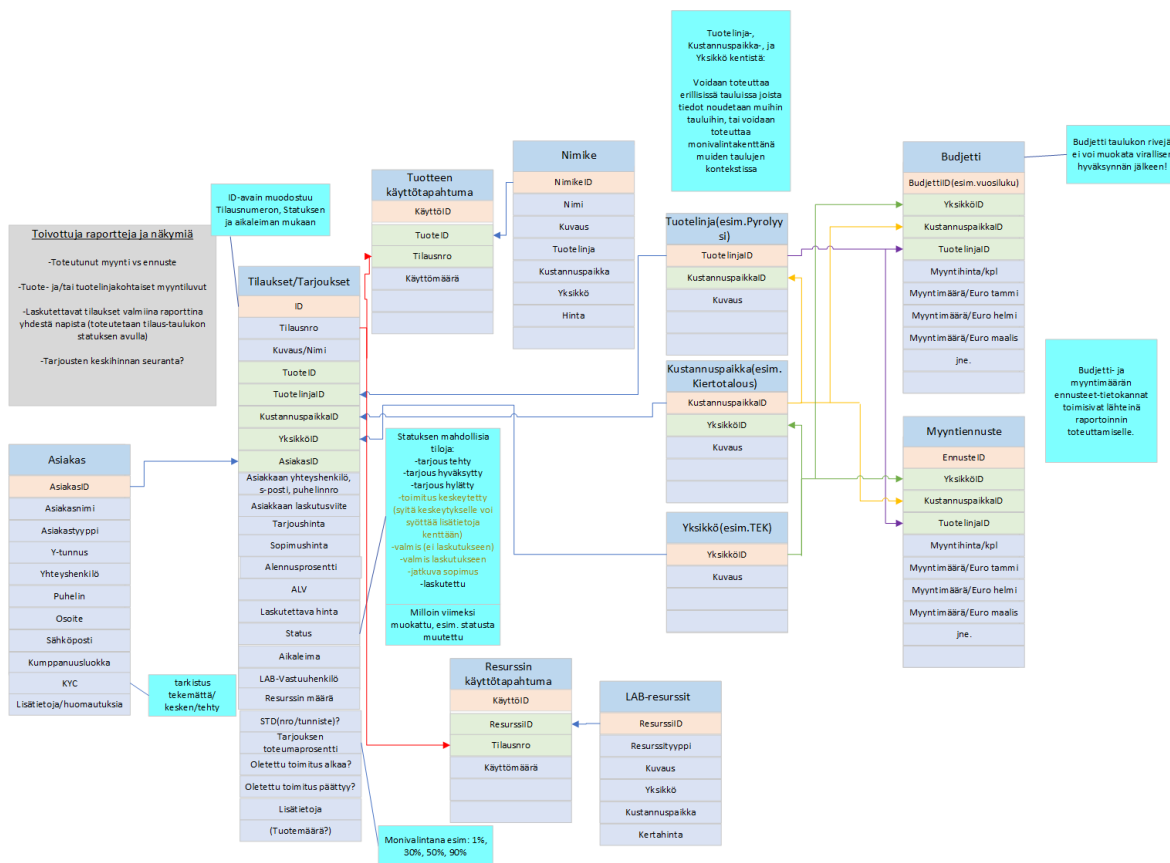 Toivottuja raportteja ja näkymiä
-Toteutunut myynti vs ennuste
-Tuote- ja/tai tuotelinjakohtaiset myyntiluvut
-Laskutettavat tilaukset valmiina raporttina
yhdestä napista (toteutetaan tilaus-taulukon
statuksen avulla)
-Tarjousten keskihinnan seuranta?
ID-avain muodostuu
Tilausnumeron, Statuksen
ja aikaleiman mukaan
Asiakas
AsiakasID
Asiakasnimi
Asiakastyyppi
Y-tunnus
Yhteyshenkilö
Puhelin
Osoite
Sähköposti
Kumppanuusluokka
KYC
Lisätietoja/huomautuksia
tarkistus
tekemättä/
kesken/tehty
Tilaukset/Tarjoukset
ID
Tilausnro
Kuvaus/Nimi
TuoteID
TuotelinjaID
KustannuspaikkaID
YksikköID
AsiakasID
Asiakkaan yhteyshenkilö,
s-posti, puhelinnro
Asiakkaan laskutusviite
Tarjoushinta
Sopimushinta
Alennusprosentti
ALV
Laskutettava hinta
Status
Aikaleima
LAB-Vastuuhenkilö
Resurssin määrä
STD(nro/tunniste)?
Tarjouksen
toteumaprosentti
Oletettu toimitus alkaa?
Oletettu toimitus päättyy?
Lisätietoja
(Tuotemäärä?)
Tuotteen
käyttötapahtuma
KäyttöID
TuoteID
Tilausnro
Käyttömäärä
Statuksen mahdollisia
tiloja:
-tarjous tehty
-tarjous hyväksytty
-tarjous hylätty
-toimitus keskeytetty
(syitä keskeytykselle voi
syöttää lisätietoja
kenttään)
-valmis (ei laskutukseen)
-valmis laskutukseen
-jatkuva sopimus
-laskutettu
Milloin viimeksi
muokattu, esim. statusta
muutettu
Monivalintana esim: 1%,
30%, 50%, 90%
Nimike
NimikeID
Nimi
Kuvaus
Tuotelinja
Kustannuspaikka
Yksikkö
Hinta
Resurssin
käyttötapahtuma
KäyttöID
ResurssiID
Tilausnro
Käyttömäärä
LAB-resurssit
ResurssiID
Resurssityyppi
Kuvaus
Yksikkö
Kustannuspaikka
Kertahinta
Tuotelinja-,
Kustannuspaikka-, ja
Yksikkö kentistä:
Voidaan toteuttaa
erillisissä tauluissa joista
tiedot noudetaan muihin
tauluihin, tai voidaan
toteuttaa
monivalintakenttänä
muiden taulujen
kontekstissa
Tuotelinja(esim.Pyrolyy
si)
TuotelinjaID
KustannuspaikkaID
Kuvaus
Kustannuspaikka(esim.
Kiertotalous)
KustannuspaikkaID
YksikköID
Kuvaus
Yksikkö(esim.TEK)
YksikköID
Kuvaus
Budjetti
BudjettiID(esim.vuosiluku)
YksikköID
KustannuspaikkaID
TuotelinjaID
Myyntihinta/kpl
Myyntimäärä/Euro tammi
Myyntimäärä/Euro helmi
Myyntimäärä/Euro maalis
jne.
Budjetti taulukon rivejä
ei voi muokata virallisen
hyväksynnän jälkeen!
Budjetti- ja
myyntimäärän
ennusteet-tietokannat
toimisivat lähteinä
raportoinnin
toteuttamiselle.
Myyntiennuste
EnnusteID
YksikköID
KustannuspaikkaID
TuotelinjaID
Myyntihinta/kpl
Myyntimäärä/Euro tammi
Myyntimäärä/Euro helmi
Myyntimäärä/Euro maalis
jne.